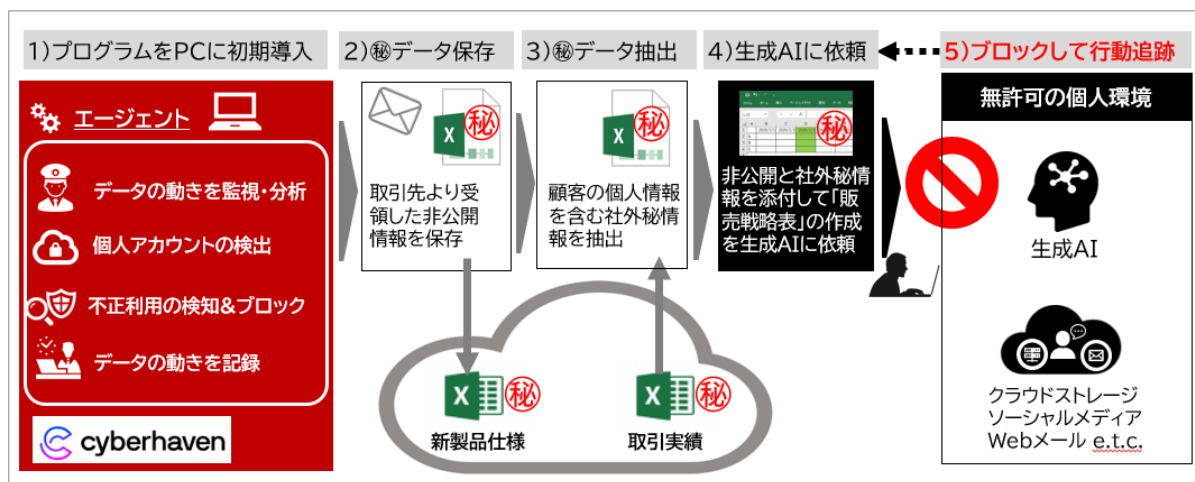 1)プログラムをPCに初期導入
2)㊙データ保存
3)㊙データ抽出
4)生成AIに依頼
5)ブロックして行動追跡
エージェント
データの動きを監視・分析
個人アカウントの検出
不正利用の検知&ブロック
データの動きを記録
cyberhaven
X
秘
取引先より受
領した非公開
情報を保存
X
秘
顧客の個人情報
を含む社外秘情
報を抽出
秘
非公開と社外秘情
報を添付して「販
売戦略表」の作成
を生成AIに依頼
X
秘
新製品仕様
X
秘
取引実績
無許可の個人環境
生成AI
クラウドストレージ
ソーシャルメディア
Webメール e.t.c.